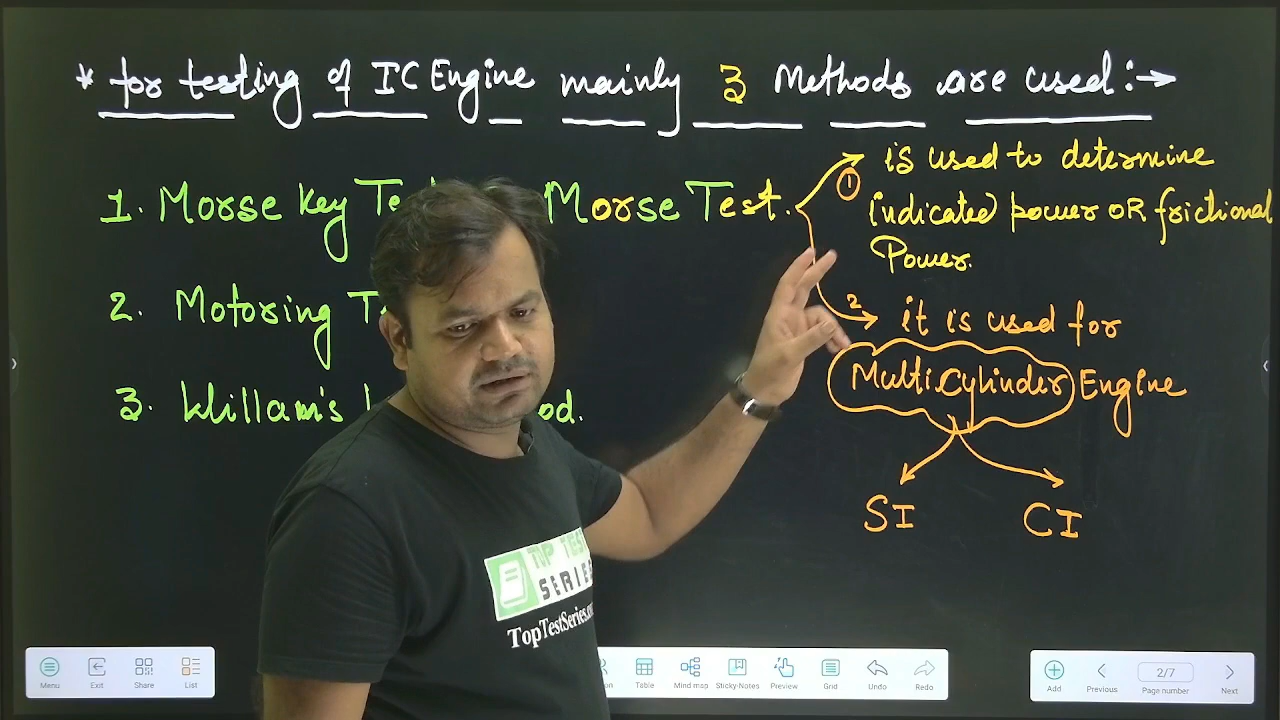 * for testing of IC Engine mainly 3 Methods are used:→
1. Morse Key Te Morse Test.
① is used to determine
indicated power OR frictional
Power.
2. Motoring T
2 it is used for
Multi Cylinder Engine
3. Willam's od.
SI CI
TOP TEST
SERIES
TopTestSeries
Menu Exit Share List Table Mind map Sticky-Notes Preview Grid Undo Redo Add Previous 2/7 Page number Next